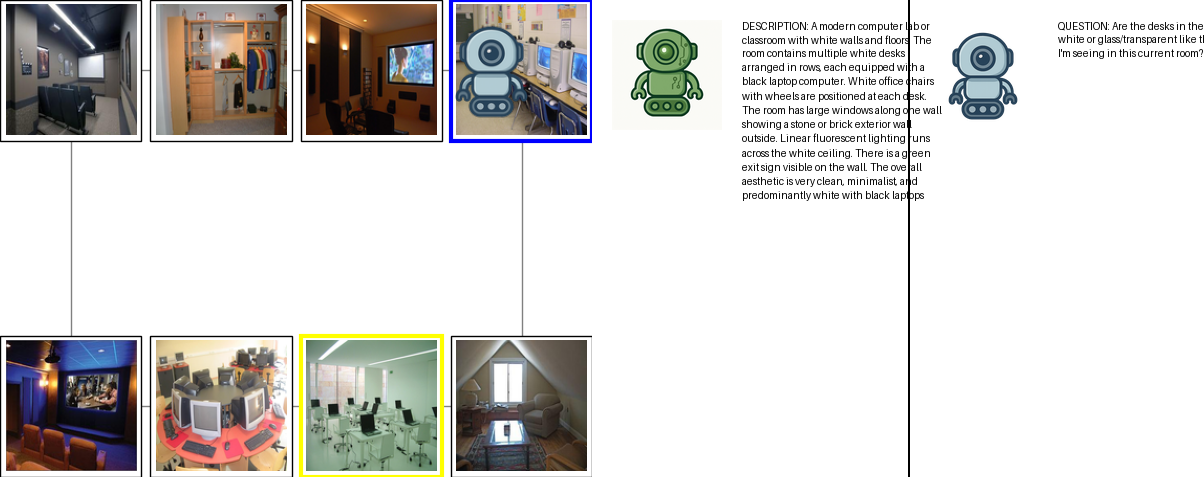 DESCRIPTION: A modern computer lab or
classroom with white walls and floors. The
room contains multiple white desks
arranged in rows, each equipped with a
black laptop computer. White office chairs
with wheels are positioned at each desk.
The room has large windows along one wall
showing a stone or brick exterior wall
outside. Linear fluorescent lighting runs
across the white ceiling. There is a green
exit sign visible on the wall. The overall
aesthetic is very clean, minimalist, and
predominantly white with black laptops
QUESTION: Are the desks in the
white or glass/transparent like
I'm seeing in this current room?